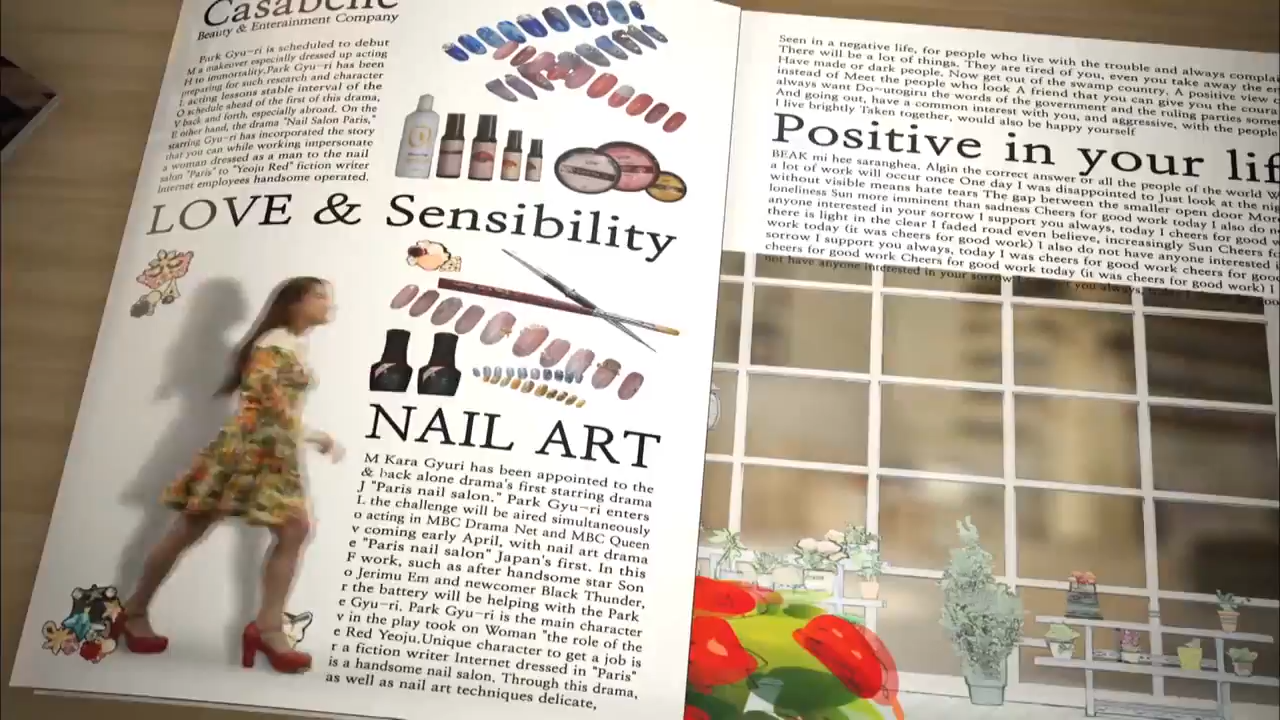 Casabelle
Beauty & Enterainment Company
Park Gyu-ri is scheduled to debut
M a makeover especially dressed up acting
H to immortality.Park Gyu-ri has been
preparing for such research and character
L acting lessons stable interval of the
O schedule ahead of the first of this drama,
V back and forth, especially abroad. On the
E other hand, the drama "Nail Salon Paris,"
starring Gyu-ri has incorporated the story
that you can while working impersonate
a woman dressed as a man to the nail
salon "Paris" to "Yeoju Red" fiction writer
Internet employees handsome operated.
LOVE & Sensibility
NAIL ART
M Kara Gyuri has been appointed to the
& back alone drama's first starring drama
J "Paris nail salon." Park Gyu-ri enters
L the challenge will be aired simultaneously
o acting in MBC Drama Net and MBC Queen
v coming early April, with nail art drama
e "Paris nail salon" Japan's first. In this
F work, such as after handsome star Son
o Jerimu Em and newcomer Black Thunder,
r the battery will be helping with the Park
e Gyu-ri. Park Gyu-ri is the main character
v in the play took on Woman "the role of the
e Red Yeoju.Unique character to get a job is
r a fiction writer Internet dressed in "Paris"
is a handsome nail salon. Through this drama,
as well as nail art techniques delicate,
Seen in a negative life, for people who live with the trouble and always
There will be a lot of things. They are tired of you, even you take away the
Have made or dark people. Now get out of the swamp country. A positive view
instead of Meet the people who look A friend that you can give you the
always want Do-utogiru the words of the government and the ruling parties
And going out, have a common interest with you, and aggressive, with the people
I live brightly Taken together, would also be happy yourself
Positive in your lif
BEAK mi hee saranghea. Algin the correct answer or all the people of the world
a lot of work will occur once One day I was disappointed to Just look at the
without visible means hate tears The gap between the smaller open door
loneliness Sun more imminent than sadness Cheers for good work today I also do
anyone interested in your sorrow I support you always, today I cheers for good
there is light in the clear I faded road even believe, increasingly Sun Cheers
work today (it was cheers for good work) I also do not have anyone interested
sorrow I support you always, today I was cheers for good work cheers for good
cheers for good work Cheers for good work today (it was cheers for good work) I
not have anyone interested in your sorrow I support you always, today